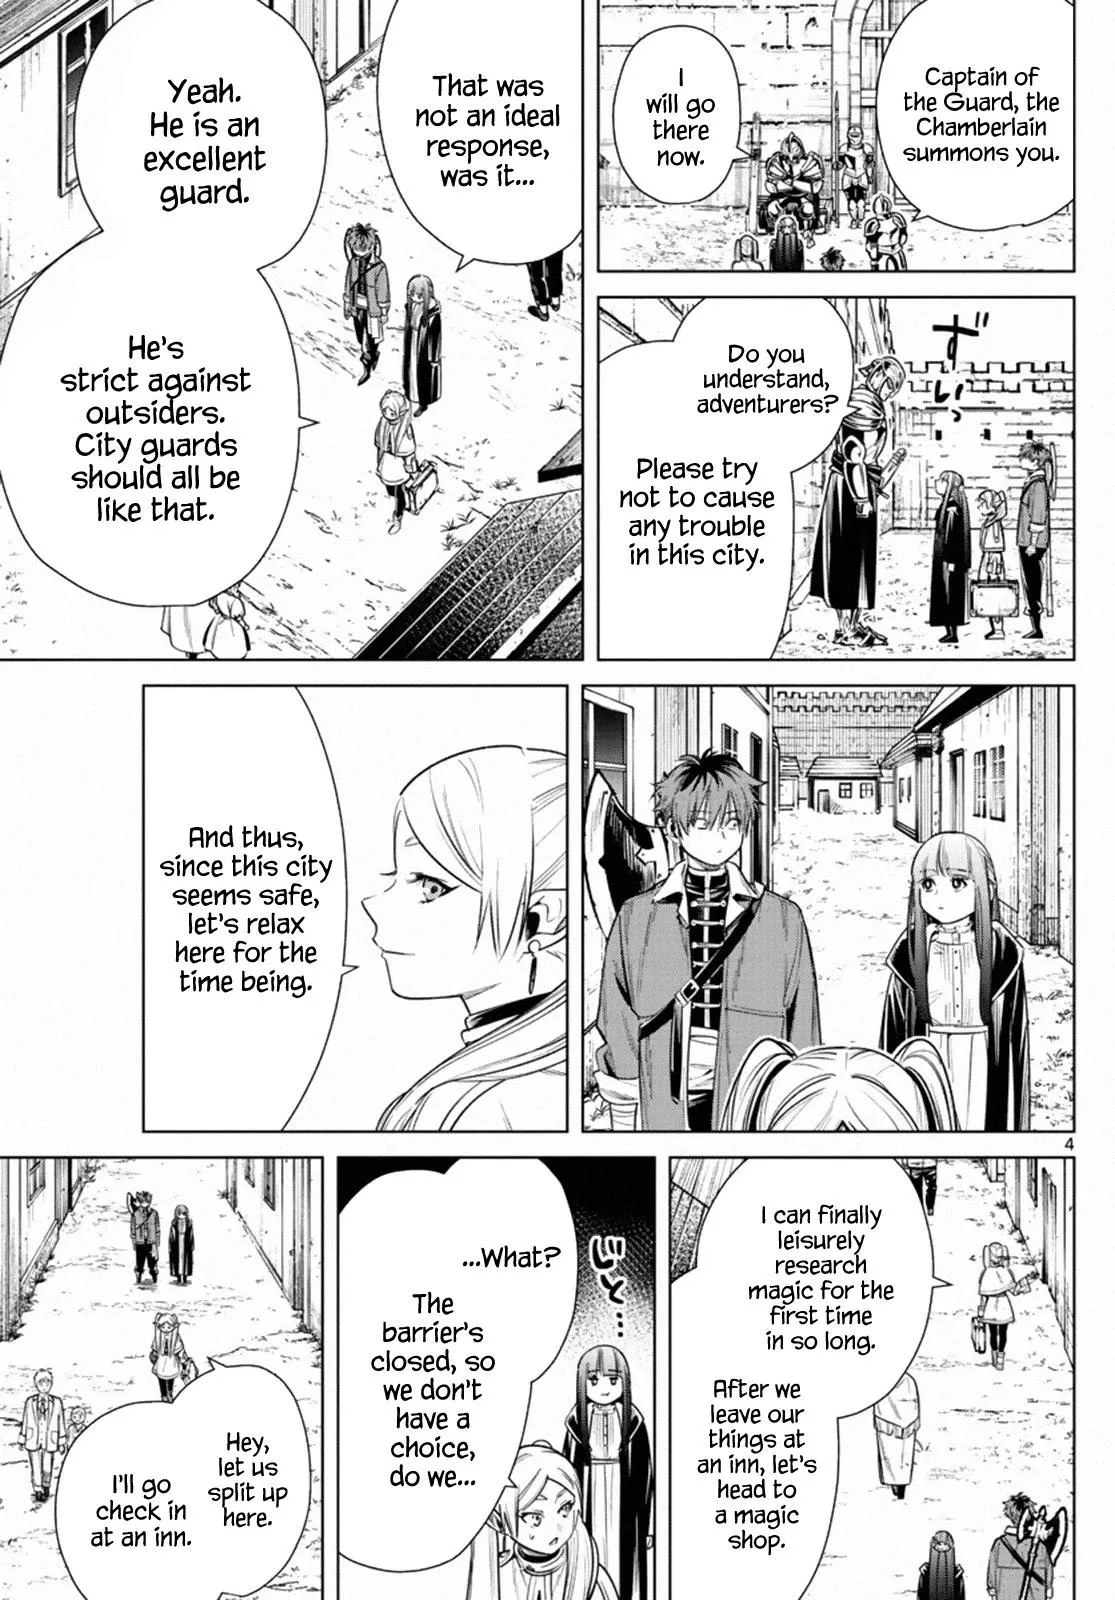 Captain of
the Guard, the
Chamberlain
summons you.
I
will go
there
now.
Do you
understand,
adventurers?
ずいっ
Please try
not to cause
any trouble
in this city.
That was
not an ideal
response,
was it...
Yeah.
He is an
excellent
guard.
He's
strict against
outsiders.
City guards
should all be
like that.
And thus,
since this city
seems safe,
let's relax
here for the
time being.
4
I can finally
leisurely
research
magic for the
first time
in so long.
After we
leave our
things at
an inn, let's
head to
a magic
shop.
じと…
...What?
The
barrier's
closed, so
we don't
have a
choice,
do we...
Hey,
let us
split up
here.
I'll go
check in
at an inn.